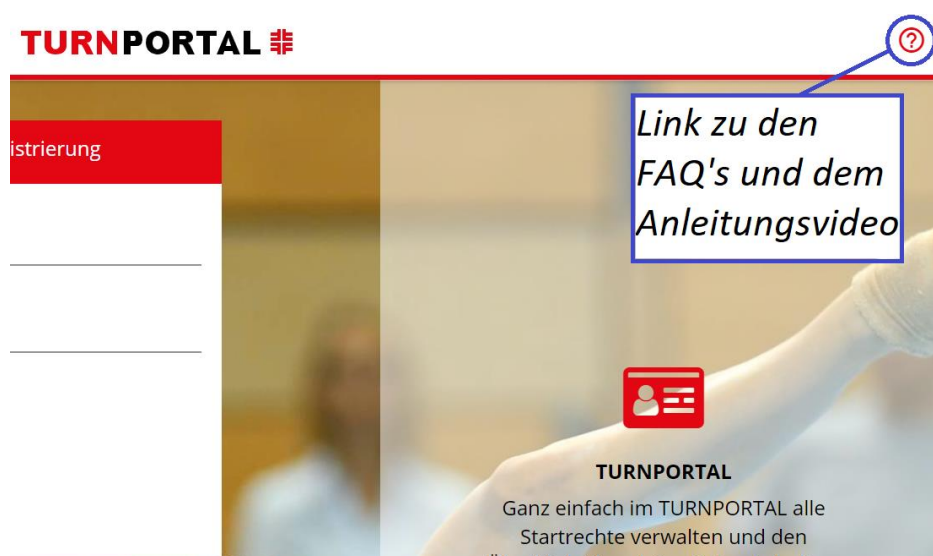 TURNPORTAL
Link zu den
FAQ's und dem
Anleitungsvideo
istrierung
TURNPORTAL
Ganz einfach im TURNPORTAL alle
Startrechte verwalten und den